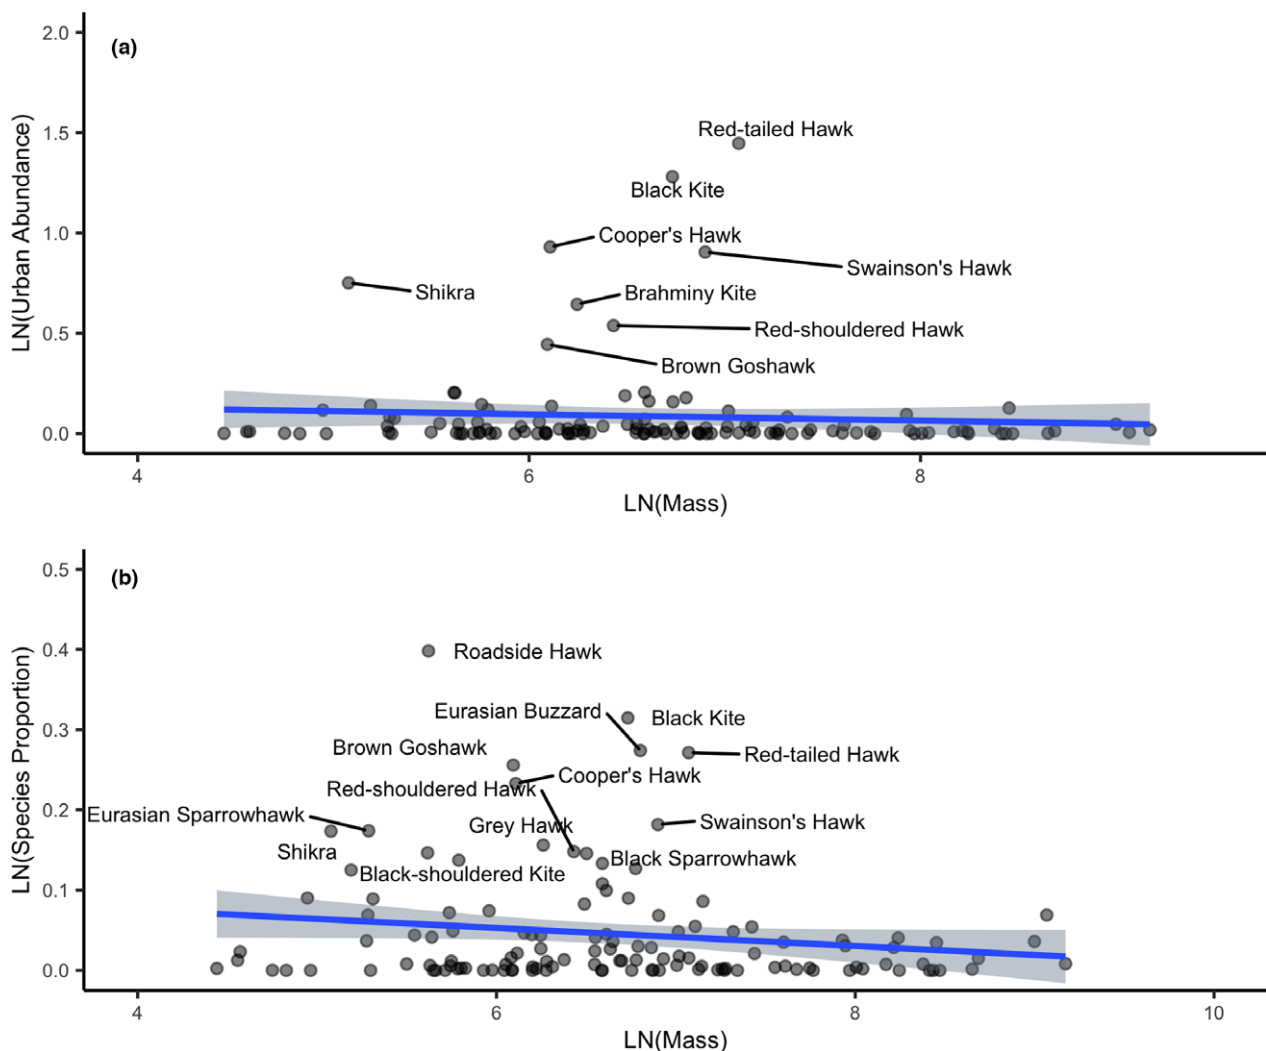 (a)
2.0
1.5
1.0
0.5
0.0
LN(Urban Abundance)
Red-tailed Hawk
Black Kite
Cooper's Hawk
Swainson's Hawk
Shikra
Brahminy Kite
Red-shouldered Hawk
Brown Goshawk
4
6
8
LN(Mass)
(b)
0.5
0.4
0.3
0.2
0.1
0.0
LN(Species Proportion)
Roadside Hawk
Eurasian Buzzard
Black Kite
Brown Goshawk
Red-tailed Hawk
Cooper's Hawk
Red-shouldered Hawk
Eurasian Sparrowhawk
Grey Hawk
Swainson's Hawk
Shikra
Black Sparrowhawk
Black-shouldered Kite
4
6
8
10
LN(Mass)